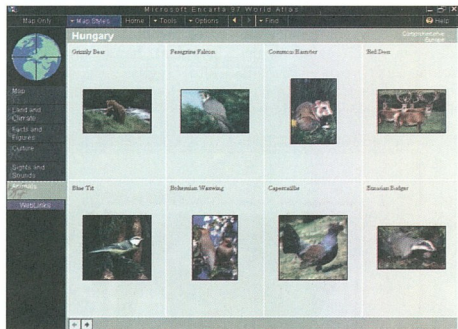 Microsoft Encarta 97 World Atlas
Map Only Map Styles Home Tools Options Find Help
Hungary
Comprehensive
Europe
Grizzly Bear Peregrine Falcon Common Hamster Red Deer
Map
Land and
Climate
Facts and
Figures
Culture
Sights and
Sounds
Animals
WebLinks
Blue Tit Bohemian Waxwing Capercaillie Eurasian Badger